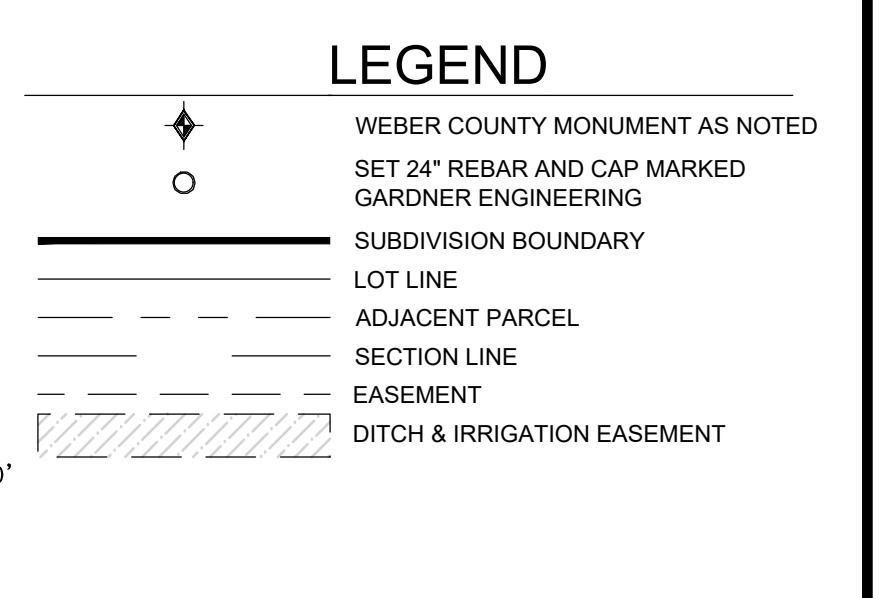 LEGEND
WEBER COUNTY MONUMENT AS NOTED
SET 24" REBAR AND CAP MARKED
GARDNER ENGINEERING
SUBDIVISION BOUNDARY
LOT LINE
ADJACENT PARCEL
SECTION LINE
EASEMENT
DITCH & IRRIGATION EASEMENT